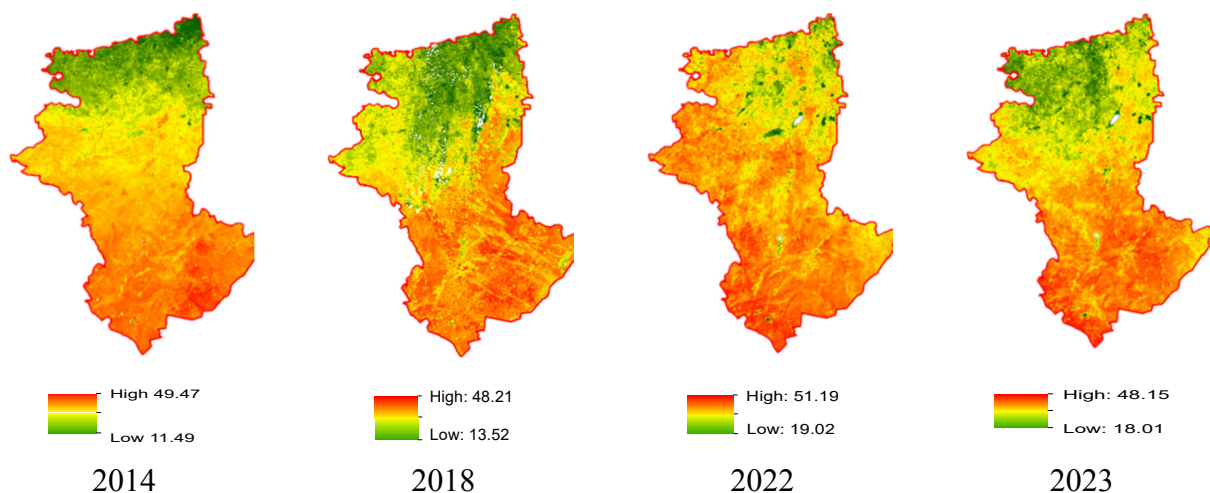 High 49.47
Low 11.49
2014
High: 48.21
Low: 13.52
2018
High: 51.19
Low: 19.02
2022
High: 48.15
Low: 18.01
2023